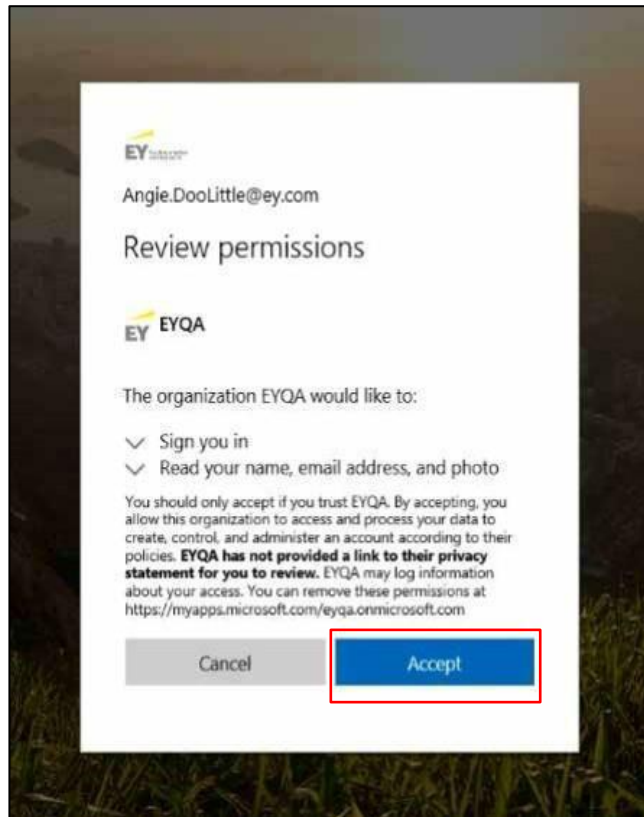 EY
Angie.DooLittle@ey.com
Review permissions
EY EYQA
The organization EYQA would like to:
Sign you in
Read your name, email address, and photo
You should only accept if you trust EYQA. By accepting, you
allow this organization to access and process your data to
create, control, and administer an account according to their
policies. EYQA has not provided a link to their privacy
statement for you to review. EYQA may log information
about your access. You can remove these permissions at
https://myapps.microsoft.com/eyqa.onmicrosoft.com
Cancel Accept